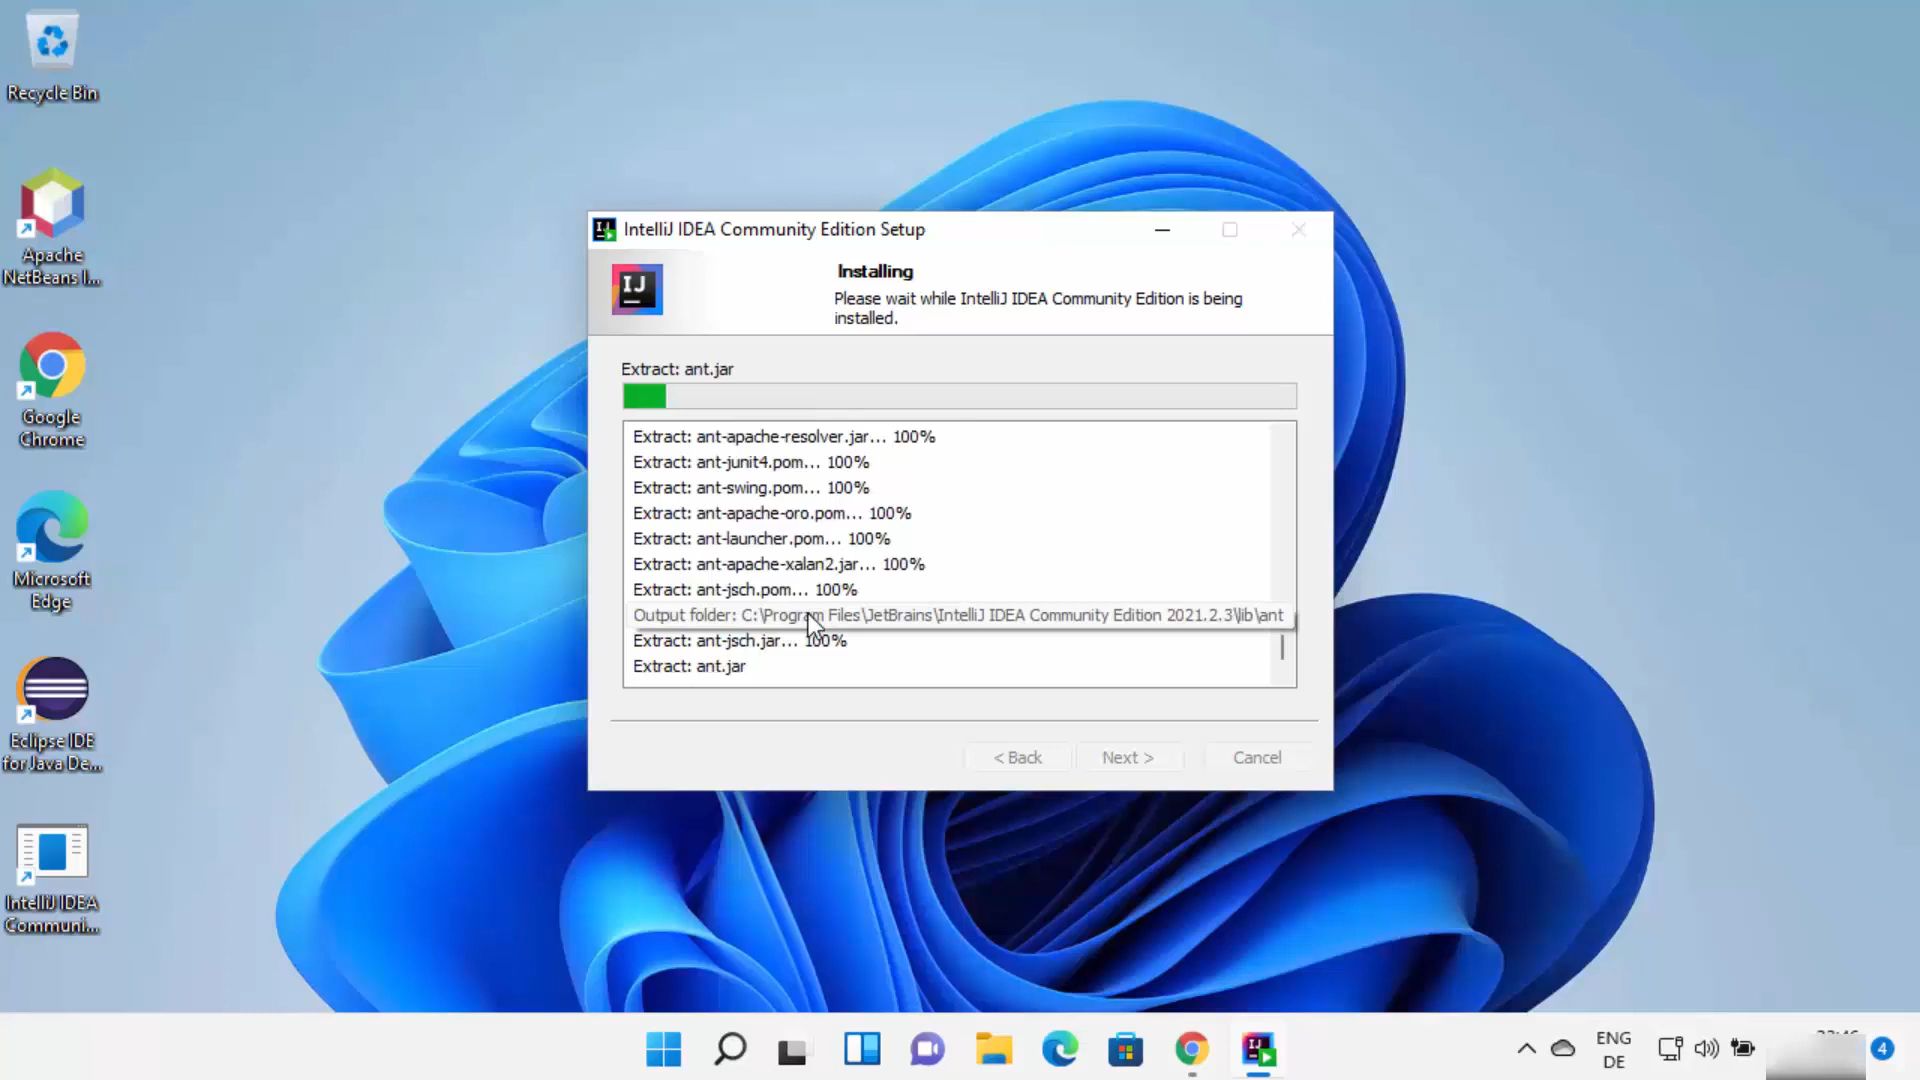 Recycle Bin
Apache
NetBeans I...
Google
Chrome
Microsoft
Edge
Eclipse IDE
for Java De...
IntelliJ IDEA
Communi...
IntelliJ IDEA Community Edition Setup
IJ
Installing
Please wait while IntelliJ IDEA Community Edition is being
installed.
Extract: ant.jar
Extract: ant-apache-resolver.jar... 100%
Extract: ant-junit4.pom... 100%
Extract: ant-swing.pom... 100%
Extract: ant-apache-oro.pom... 100%
Extract: ant-launcher.pom... 100%
Extract: ant-apache-xalan2.jar... 100%
Extract: ant-jsch.pom... 100%
Output folder: C:\Program Files\JetBrains\IntelliJ IDEA Community Edition 2021.2.3\lib\ant
Extract: ant-jsch.jar... 100%
Extract: ant.jar
< Back
Next >
Cancel
ENG
DE
4